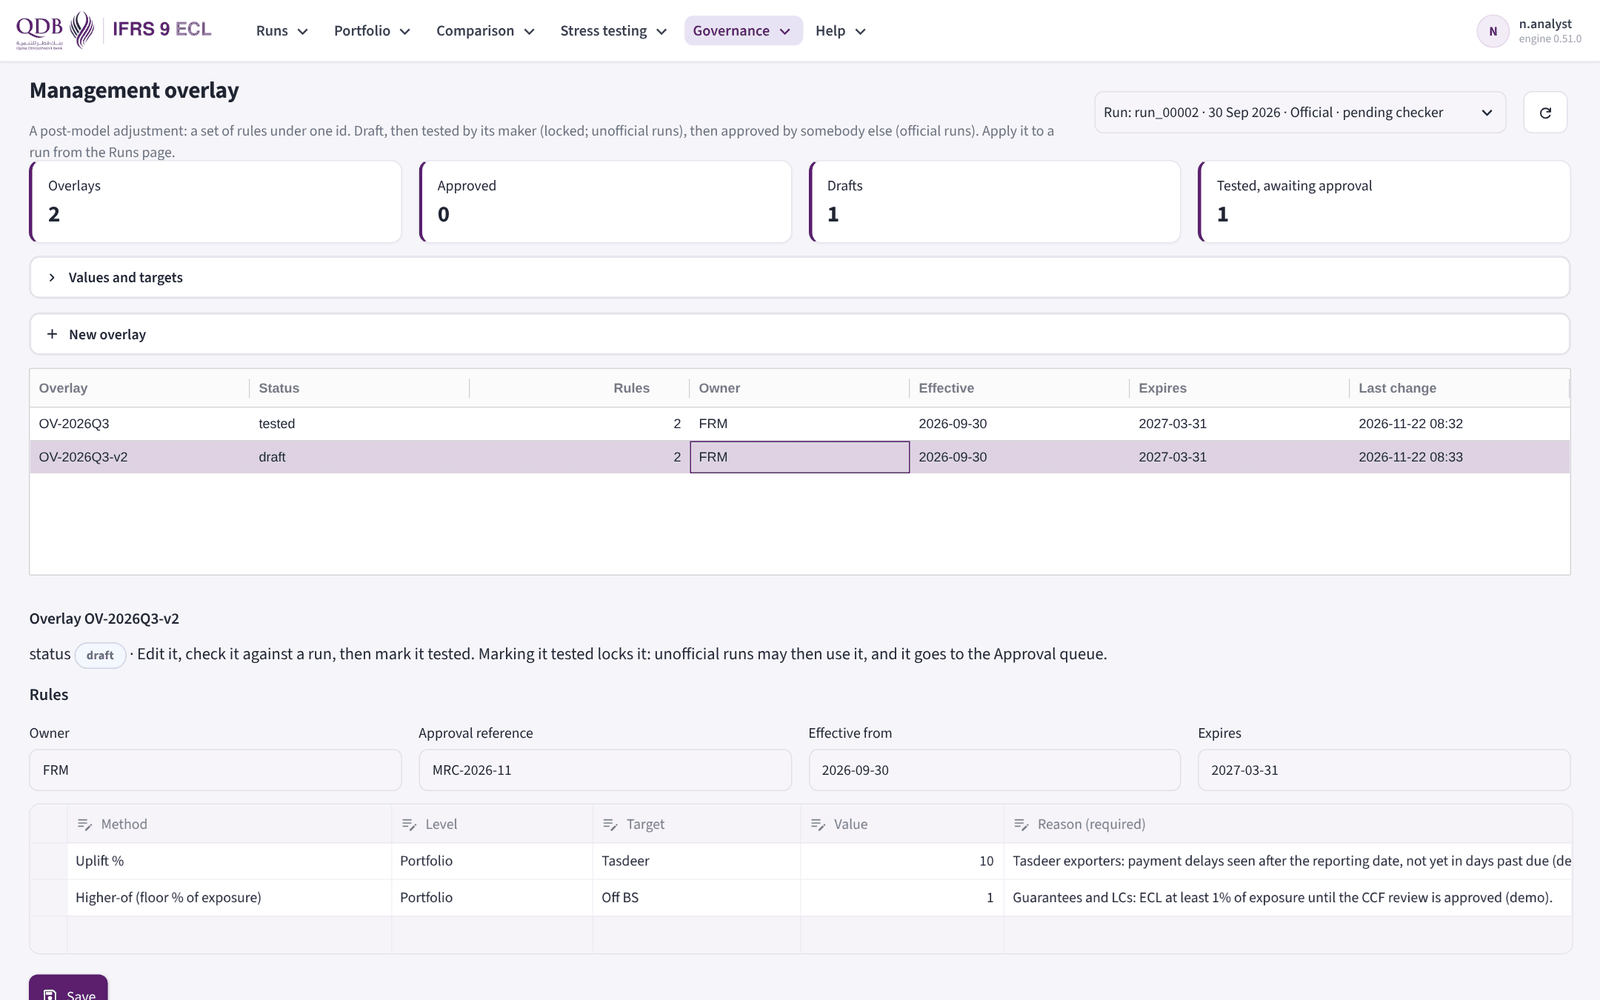 QDB
IFRS 9 ECL
Runs
Portfolio
Comparison
Stress testing
Governance
Help
N
n.analyst
engine 0.51.0
Management overlay
A post-model adjustment: a set of rules under one id. Draft, then tested by its maker (locked; unofficial runs), then approved by somebody else (official runs). Apply it to a
run from the Runs page.
Run: run_00002 · 30 Sep 2026 · Official · pending checker
Overlays
2
Approved
0
Drafts
1
Tested, awaiting approval
1
Values and targets
New overlay
Overlay Status Rules Owner Effective Expires Last change
OV-2026Q3 tested 2 FRM 2026-09-30 2027-03-31 2026-11-22 08:32
OV-2026Q3-v2 draft 2 FRM 2026-09-30 2027-03-31 2026-11-22 08:33
Overlay OV-2026Q3-v2
status draft · Edit it, check it against a run, then mark it tested. Marking it tested locks it: unofficial runs may then use it, and it goes to the Approval queue.
Rules
Owner Approval reference Effective from Expires
FRM MRC-2026-11 2026-09-30 2027-03-31
Method Level Target Value Reason (required)
Uplift % Portfolio Tasdeer 10 Tasdeer exporters: payment delays seen after the reporting date, not yet in days past due (de
Higher-of (floor % of exposure) Portfolio Off BS 1 Guarantees and LCs: ECL at least 1% of exposure until the CCF review is approved (demo).
Save